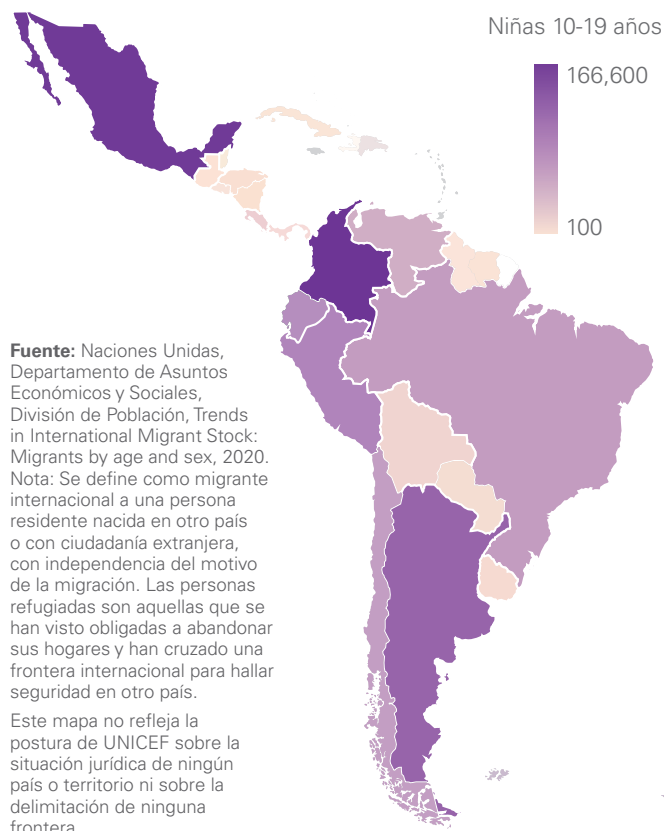 Niñas 10-19 años
166,600
100
Fuente: Naciones Unidas,
Departamento de Asuntos
Económicos y Sociales,
División de Población, Trends
in International Migrant Stock:
Migrants by age and sex, 2020.
Nota: Se define como migrante
internacional a una persona
residente nacida en otro país
o con ciudadanía extranjera,
con independencia del motivo
de la migración. Las personas
refugiadas son aquellas que se
han visto obligadas a abandonar
sus hogares y han cruzado una
frontera internacional para hallar
seguridad en otro país.
Este mapa no refleja la
postura de UNICEF sobre la
situación jurídica de ningún
país o territorio ni sobre la
delimitación de ninguna
frontera